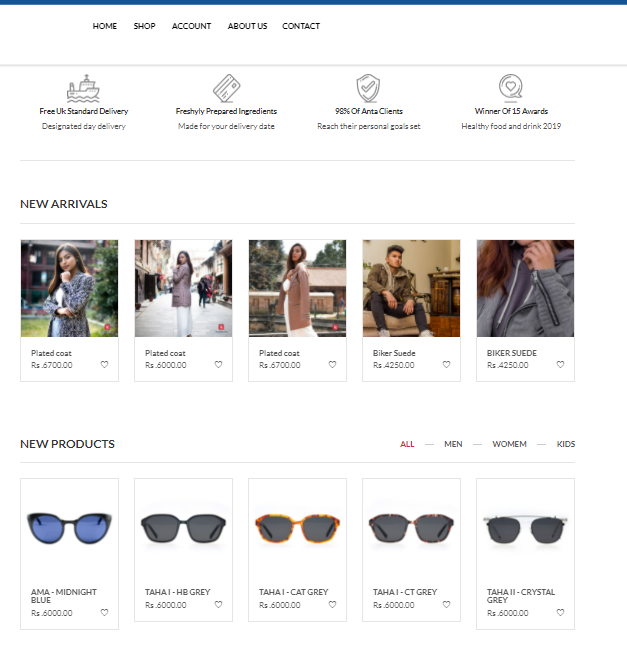 HOME SHOP ACCOUNT ABOUT US CONTACT
Free Uk Standard Delivery Freshyly Prepared Ingredients 98% Of Anta Clients Winner Of 15 Awards
Designated day delivery Made for your delivery date Reach their personal goals set Healthy food and drink 2019
NEW ARRIVALS
Plated coat Plated coat Plated coat Biker Suede BIKER SUEDE
Rs .6700.00 Rs .6000.00 Rs .6700.00 Rs .4250.00 Rs .4250.00
NEW PRODUCTS ALL — MEN — WOMEM — KIDS
AMA - MIDNIGHT BLUE TAHA I - HB GREY TAHA I - CAT GREY TAHA I - CT GREY TAHA II - CRYSTAL GREY
Rs .6000.00 Rs .6000.00 Rs .6000.00 Rs .6000.00 Rs .6000.00